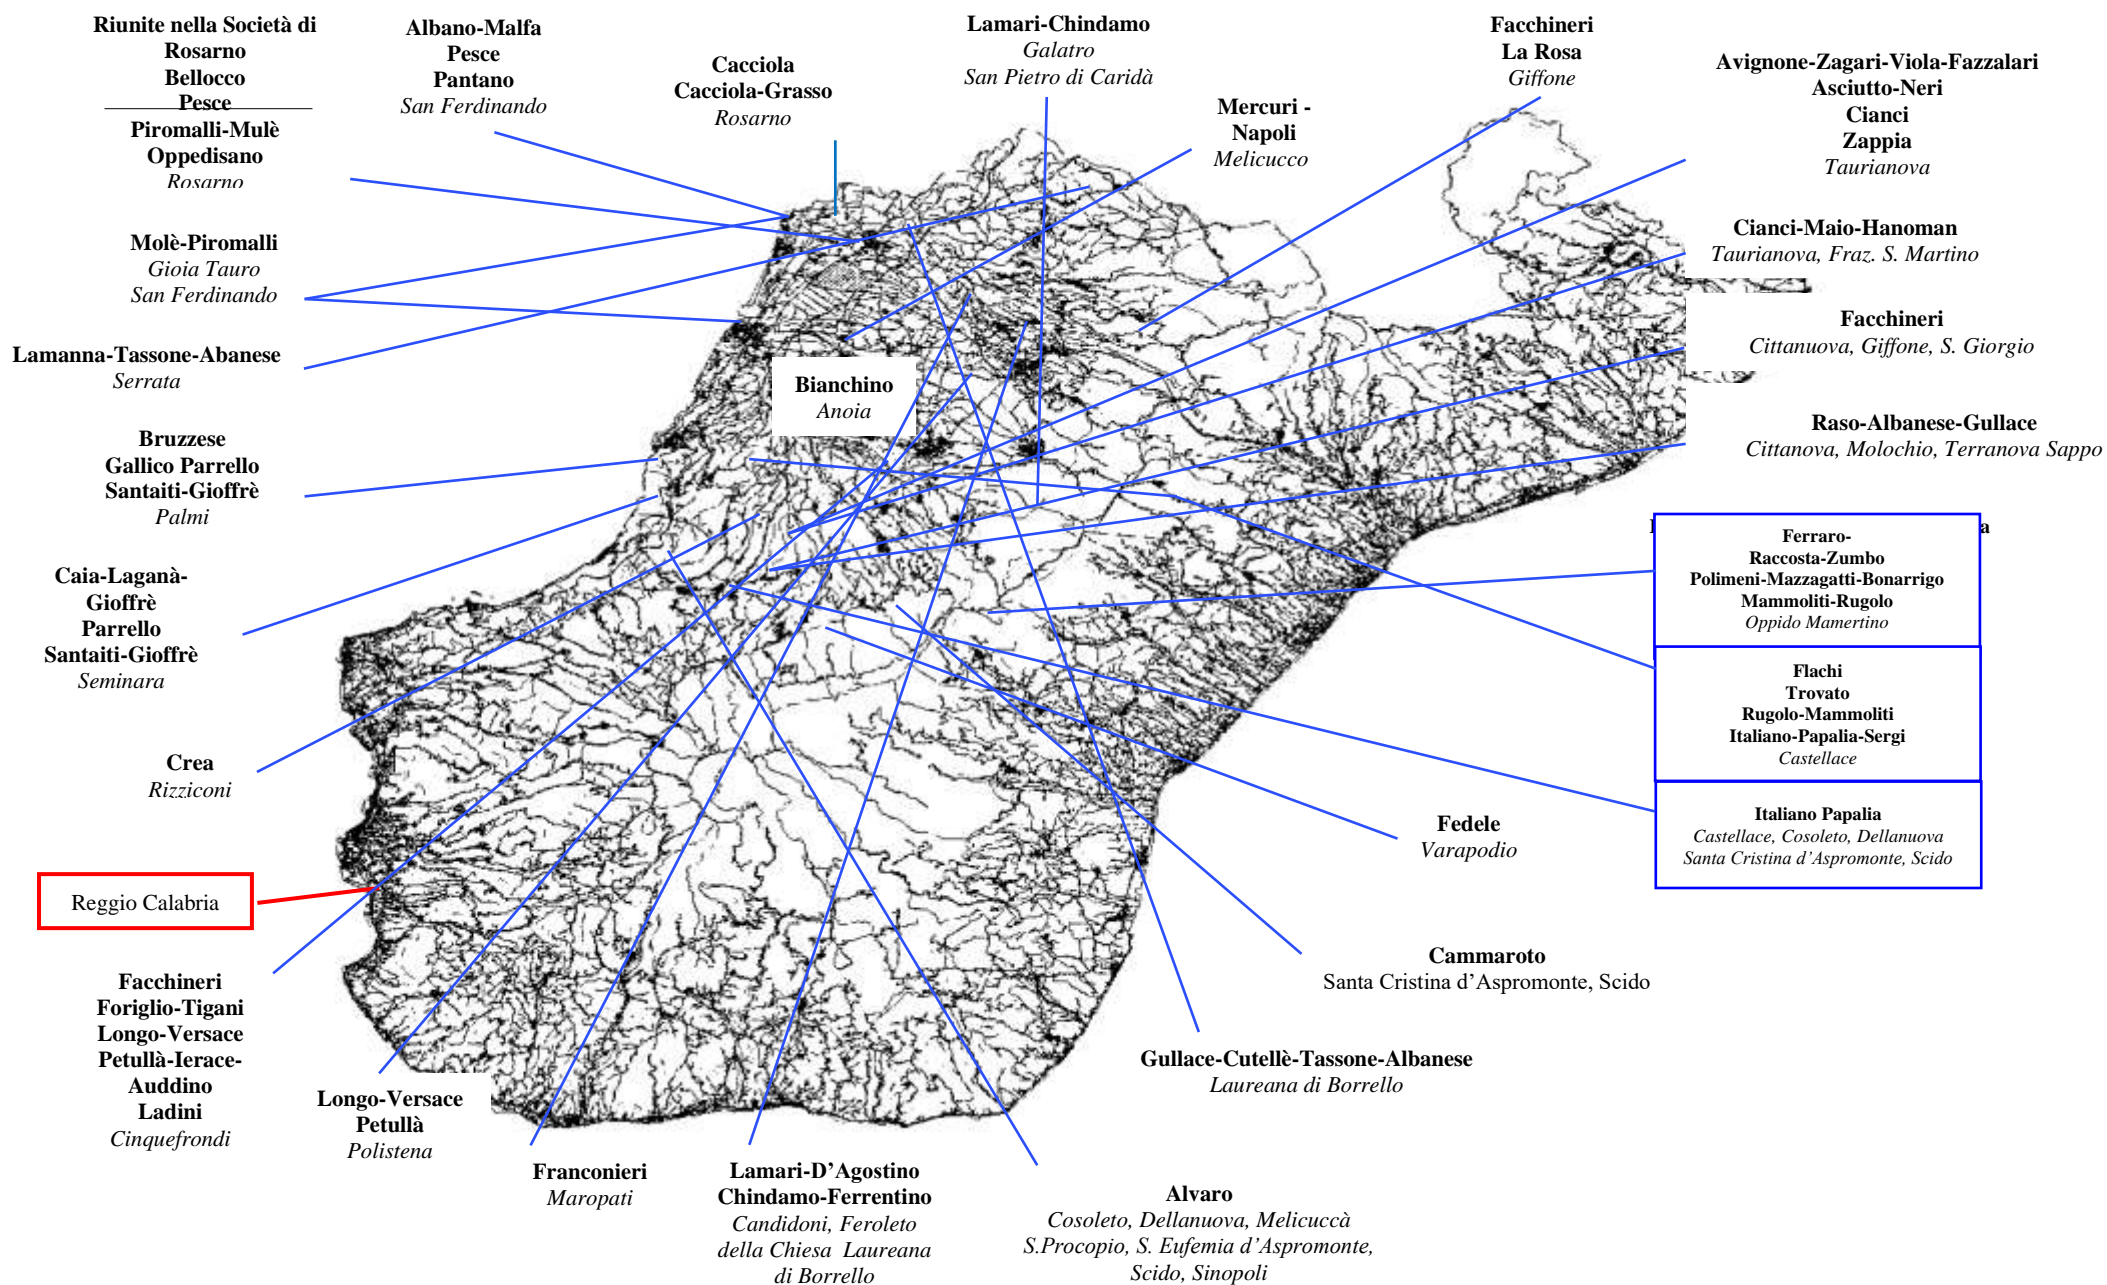 Riunite nella Società di
Rosarno
Bellocco
Pesce
Piromalli-Mulè
Oppedisano
Rosarno
Albano-Malfa
Pesce
Pantano
San Ferdinando
Cacciola
Cacciola-Grasso
Rosarno
Lamari-Chindamo
Galatro
San Pietro di Caridà
Mercuri -
Napoli
Melicucco
Facchineri
La Rosa
Giffone
Avignone-Zagari-Viola-Fazzalari
Asciutto-Neri
Cianci
Zappia
Taurianova
Molè-Piromalli
Gioia Tauro
San Ferdinando
Cianci-Maio-Hanoman
Taurianova, Fraz. S. Martino
Lamanna-Tassone-Abanese
Serrata
Facchineri
Cittanuova, Giffone, S. Giorgio
Bianchino
Anoia
Raso-Albanese-Gullace
Cittanova, Molochio, Terranova Sappo
Bruzzese
Gallico Parrello
Santaiti-Gioffrè
Palmi
a
Ferraro-
Raccosta-Zumbo
Polimeni-Mazzagatti-Bonarrigo
Mammoliti-Rugolo
Oppido Mamertino
Caia-Laganà-
Gioffrè
Parrello
Santaiti-Gioffrè
Seminara
Flachi
Trovato
Rugolo-Mammoliti
Italiano-Papalia-Sergi
Castellace
Crea
Rizziconi
Italiano Papalia
Castellace, Cosoleto, Dellanuova
Santa Cristina d'Aspromonte, Scido
Fedele
Varapodio
Reggio Calabria
Cammaroto
Santa Cristina d'Aspromonte, Scido
Facchineri
Foriglio-Tigani
Longo-Versace
Petullà-Ierace-
Auddino
Ladini
Cinquefrondi
Gullace-Cutellè-Tassone-Albanese
Laureana di Borrello
Longo-Versace
Petullà
Polistena
Franconieri
Maropati
Lamari-D'Agostino
Chindamo-Ferrentino
Candidoni, Feroleto
della Chiesa Laureana
di Borrello
Alvaro
Cosoleto, Dellanuova, Melicuccà
S.Procopio, S. Eufemia d'Aspromonte,
Scido, Sinopoli